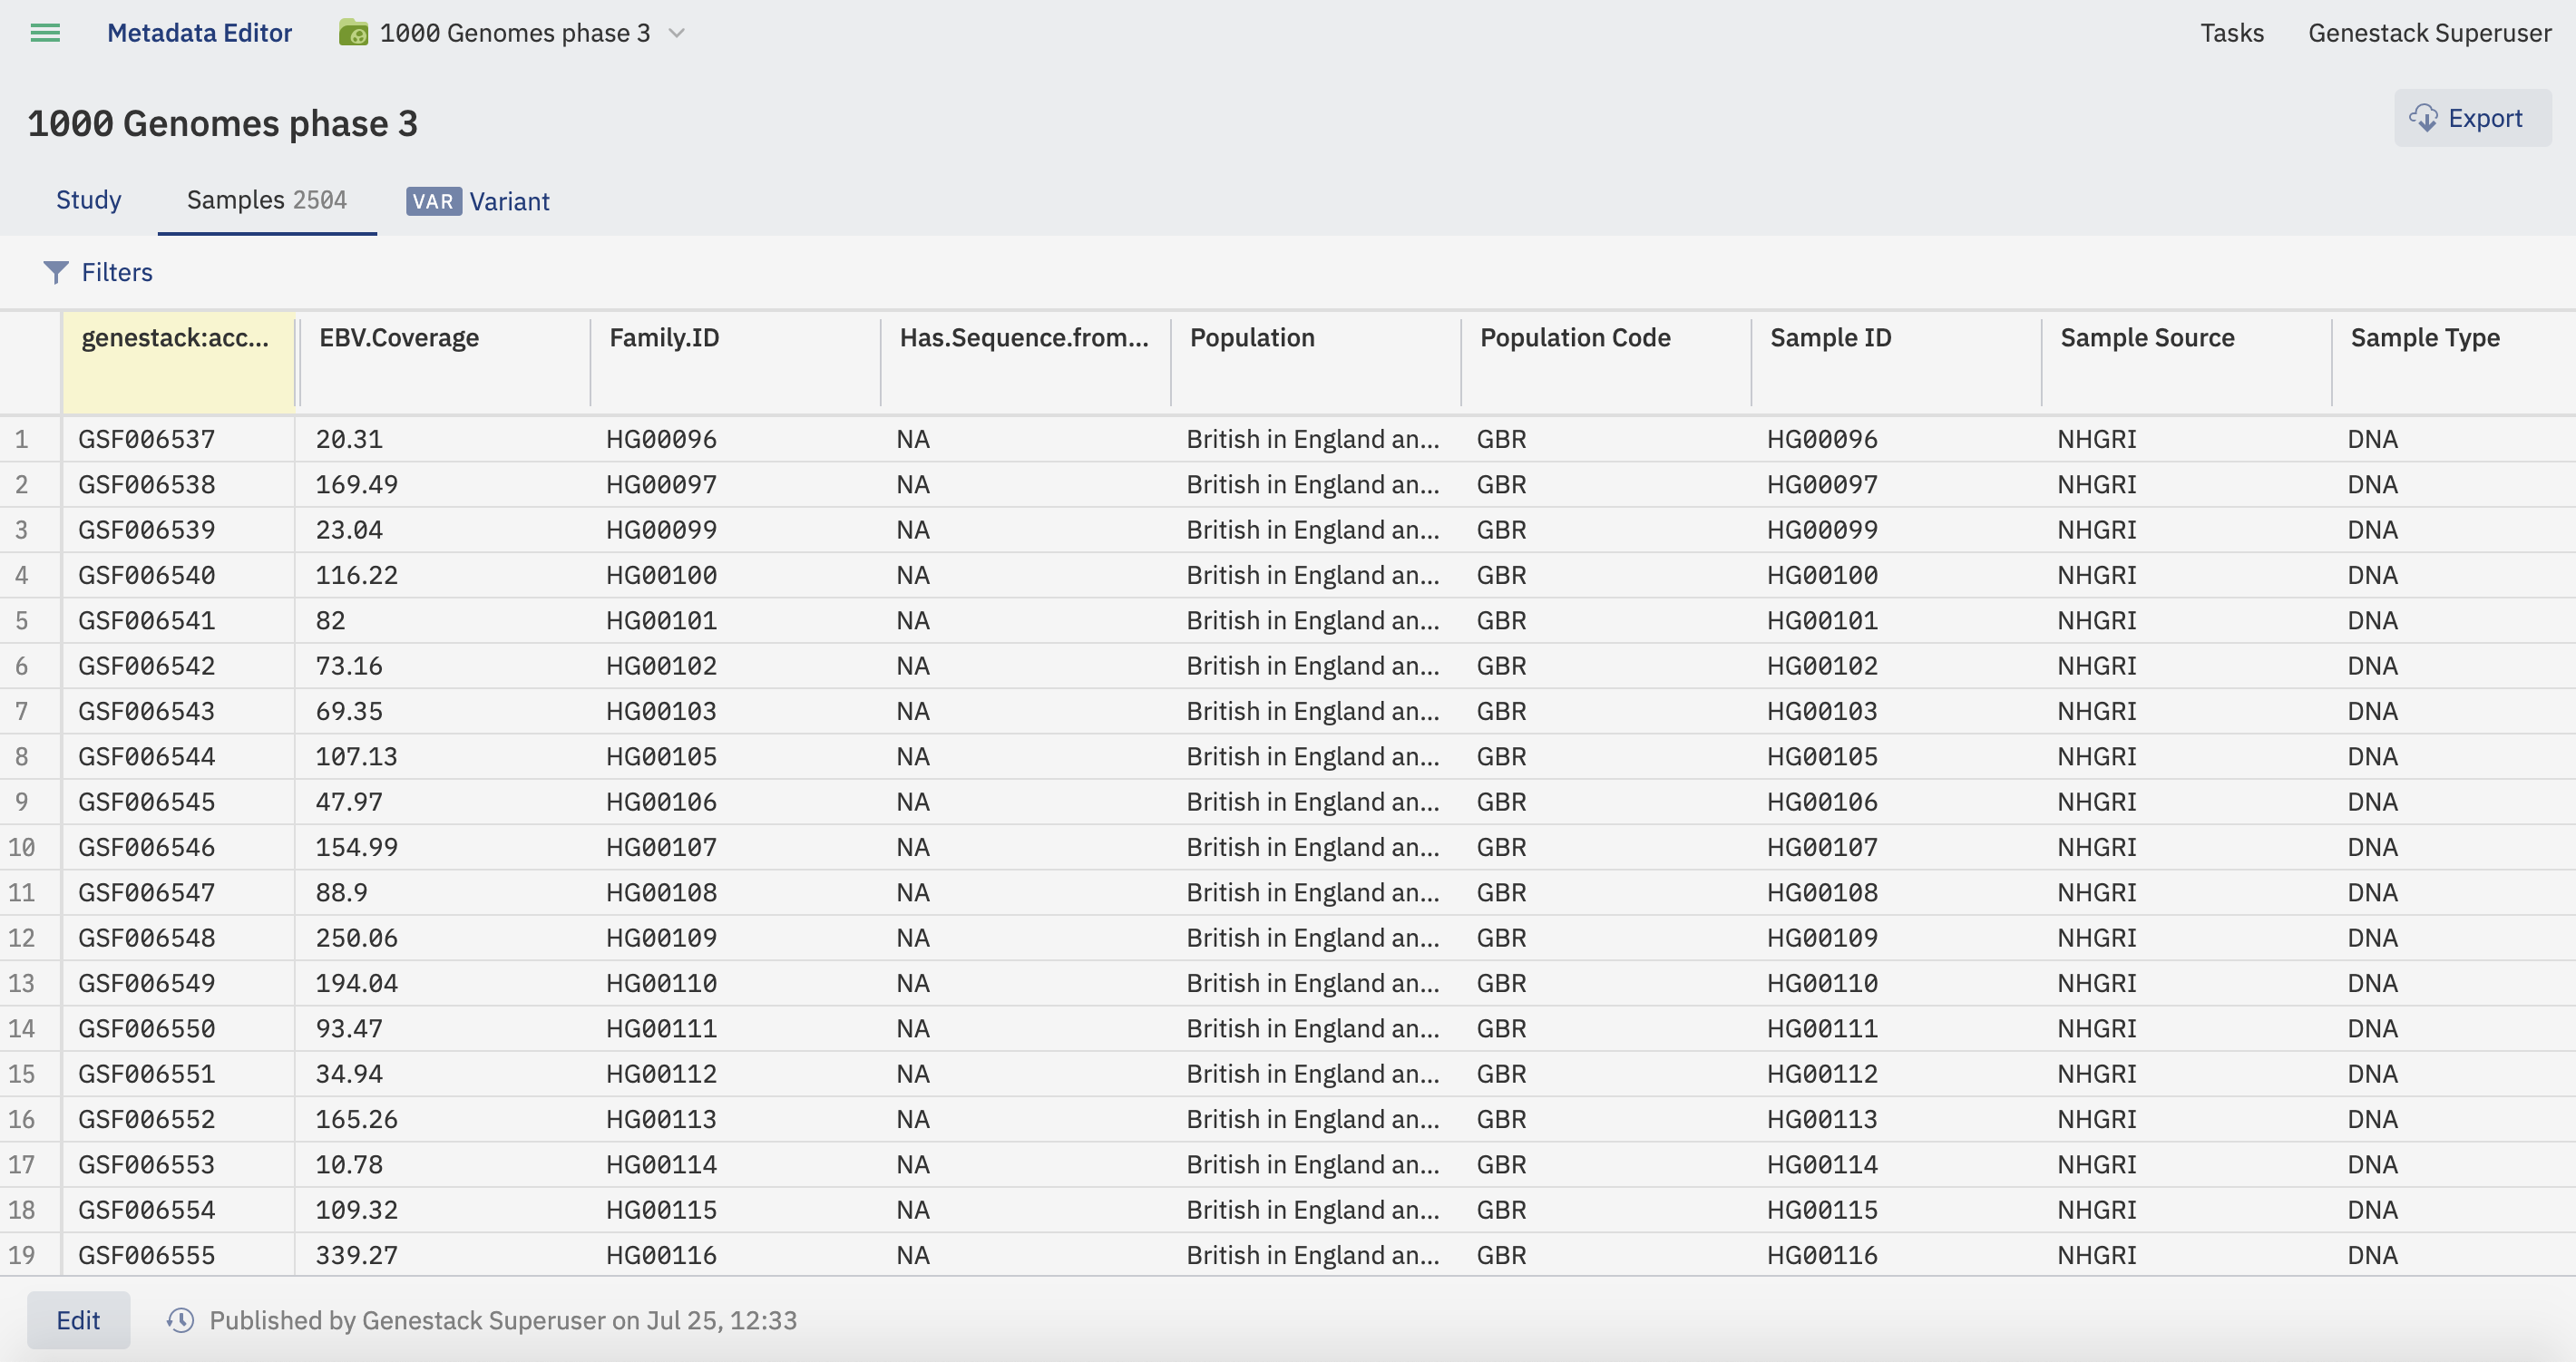 Metadata Editor 1000 Genomes phase 3 Tasks Genestack Superuser
1000 Genomes phase 3 Export
Study Samples 2504 VAR Variant
Filters
genestack:acc... EBV.Coverage Family.ID Has.Sequence.from... Population Population Code Sample ID Sample Source Sample Type
1 GSF006537 20.31 HG00096 NA British in England an... GBR HG00096 NHGRI DNA
2 GSF006538 169.49 HG00097 NA British in England an... GBR HG00097 NHGRI DNA
3 GSF006539 23.04 HG00099 NA British in England an... GBR HG00099 NHGRI DNA
4 GSF006540 116.22 HG00100 NA British in England an... GBR HG00100 NHGRI DNA
5 GSF006541 82 HG00101 NA British in England an... GBR HG00101 NHGRI DNA
6 GSF006542 73.16 HG00102 NA British in England an... GBR HG00102 NHGRI DNA
7 GSF006543 69.35 HG00103 NA British in England an... GBR HG00103 NHGRI DNA
8 GSF006544 107.13 HG00105 NA British in England an... GBR HG00105 NHGRI DNA
9 GSF006545 47.97 HG00106 NA British in England an... GBR HG00106 NHGRI DNA
10 GSF006546 154.99 HG00107 NA British in England an... GBR HG00107 NHGRI DNA
11 GSF006547 88.9 HG00108 NA British in England an... GBR HG00108 NHGRI DNA
12 GSF006548 250.06 HG00109 NA British in England an... GBR HG00109 NHGRI DNA
13 GSF006549 194.04 HG00110 NA British in England an... GBR HG00110 NHGRI DNA
14 GSF006550 93.47 HG00111 NA British in England an... GBR HG00111 NHGRI DNA
15 GSF006551 34.94 HG00112 NA British in England an... GBR HG00112 NHGRI DNA
16 GSF006552 165.26 HG00113 NA British in England an... GBR HG00113 NHGRI DNA
17 GSF006553 10.78 HG00114 NA British in England an... GBR HG00114 NHGRI DNA
18 GSF006554 109.32 HG00115 NA British in England an... GBR HG00115 NHGRI DNA
19 GSF006555 339.27 HG00116 NA British in England an... GBR HG00116 NHGRI DNA
Edit Published by Genestack Superuser on Jul 25, 12:33